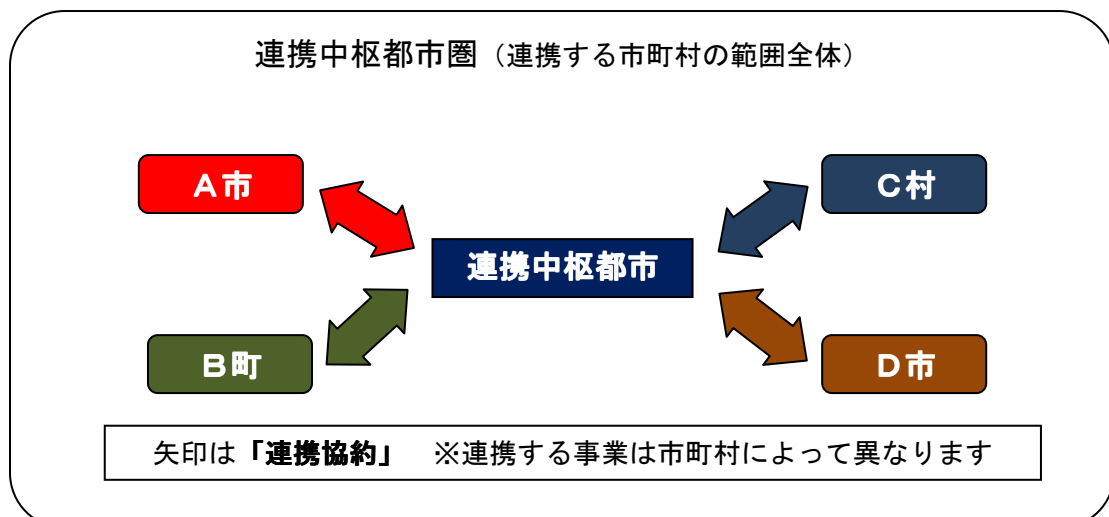 連携中枢都市圏（連携する市町村の範囲全体）
Ａ市
Ｃ村
連携中枢都市
Ｂ町
Ｄ市
矢印は「連携協約」　※連携する事業は市町村によって異なります